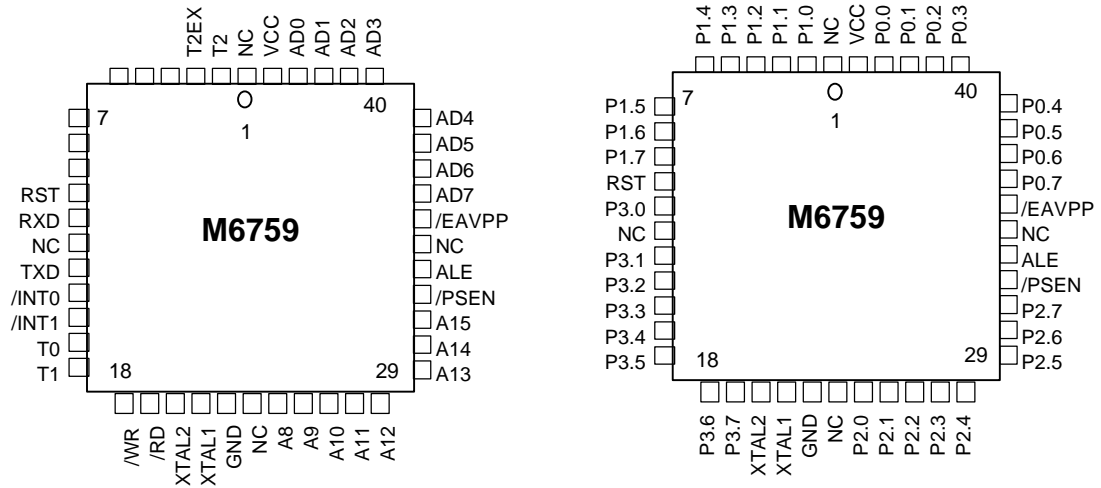 T2EX T2 NC VCC AD0 AD1 AD2 AD3
7 40
1
RST
RXD
NC
TXD
/INT0
/INT1
T0
T1
M6759
AD4
AD5
AD6
AD7
/EAVPP
NC
ALE
/PSEN
A15
A14
A13
18 29
/WR /RD XTAL2 XTAL1 GND NC A8 A9 A10 A11 A12
P1.4 P1.3 P1.2 P1.1 P1.0 NC VCC P0.0 P0.1 P0.2 P0.3
7 40
1
P1.5
P1.6
P1.7
RST
P3.0
NC
P3.1
P3.2
P3.3
P3.4
P3.5
M6759
P0.4
P0.5
P0.6
P0.7
/EAVPP
NC
ALE
/PSEN
P2.7
P2.6
P2.5
18 29
P3.6 P3.7 XTAL2 XTAL1 GND NC P2.0 P2.1 P2.2 P2.3 P2.4